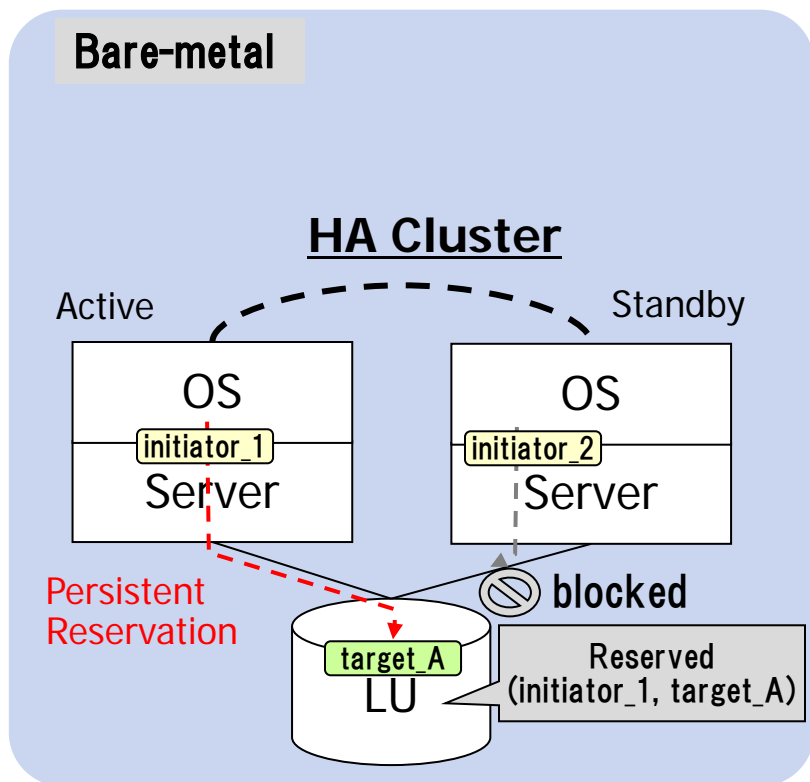 Bare-metal
HA Cluster
Active
Standby
OS
OS
initiator_1
initiator_2
Server
Server
Persistent
Reservation
blocked
target_A
LU
Reserved
(initiator_1, target_A)